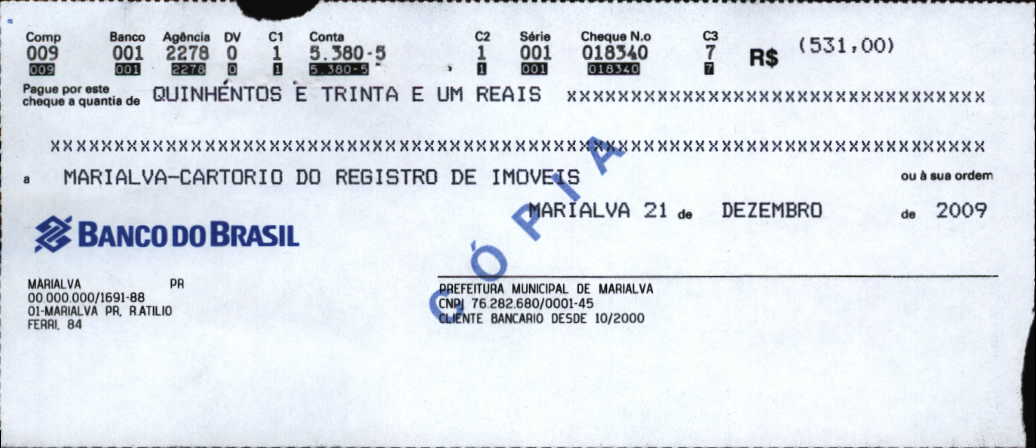 Comp Banco Agência DV C1 Conta C2 Série Cheque N.o C3
009 001 2278 0 1 5.380-5 1 001 018340 7 R$ (531,00)
009 001 2278 0 1 5.380-5 1 001 018340 7
Pague por este
cheque a quantia de QUINHÉNTOS E TRINTA E UM REAIS xxxxxxxxxxxxxxxxxxxxxxxxxxxxxxxxx
xxxxxxxxxxxxxxxxxxxxxxxxxxxxxxxxxxxxxxxxxxxxxxxxxxxxxxxxxxxxxxxxxxxxxxxx
a MARIALVA-CARTORIO DO REGISTRO DE IMOVEIS ou à sua ordem
MARIALVA 21 de DEZEMBRO de 2009
BANCO DO BRASIL
CÓPIA
MARIALVA PR
00.000.000/1691-88
01-MARIALVA PR, R.ATILIO
FERRI, 84
PREFEITURA MUNICIPAL DE MARIALVA
CNPJ 76.282.680/0001-45
CLIENTE BANCARIO DESDE 10/2000